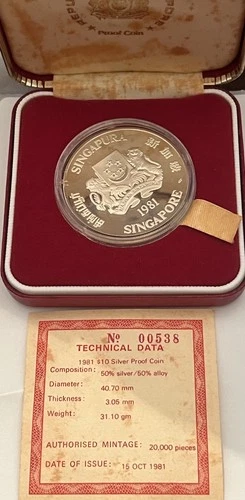 Proof Coin
SINGAPURA
新加坡
சிங்கப்பூர்
1981
SINGAPORE
Nº 00538
TECHNICAL DATA
1981 $10 Silver Proof Coin
Composition: 50% silver/50% alloy
Diameter: 40.70 mm
Thickness: 3.05 mm
Weight: 31.10 gm
AUTHORISED MINTAGE: 20,000 pieces
DATE OF ISSUE: 15 OCT 1981